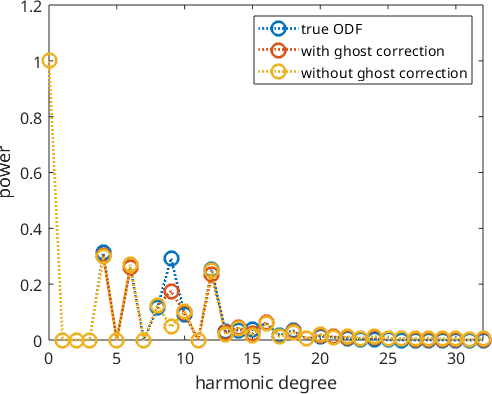 1.2
1
0.8
0.6
0.4
0.2
0
power
true ODF
with ghost correction
without ghost correction
0 5 10 15 20 25 30
harmonic degree